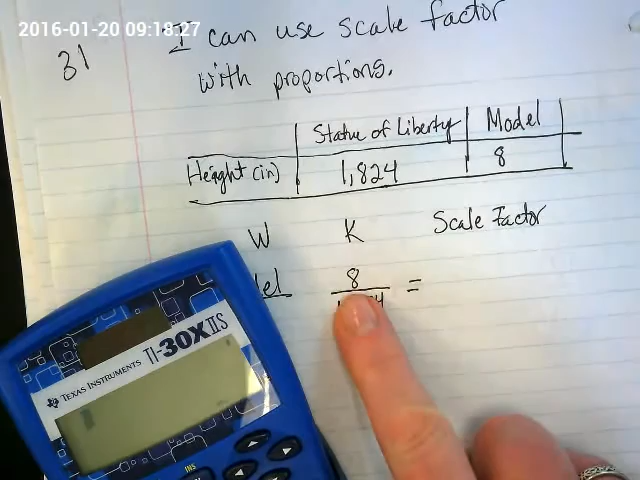 2016-01-20 09:18:27
31
I can use scale factor
with proportions.
Statue of Liberty Model
Height (in) 1,824 8
W K Scale Factor
8 =
TEXAS INSTRUMENTS TI-30X IIS
INS